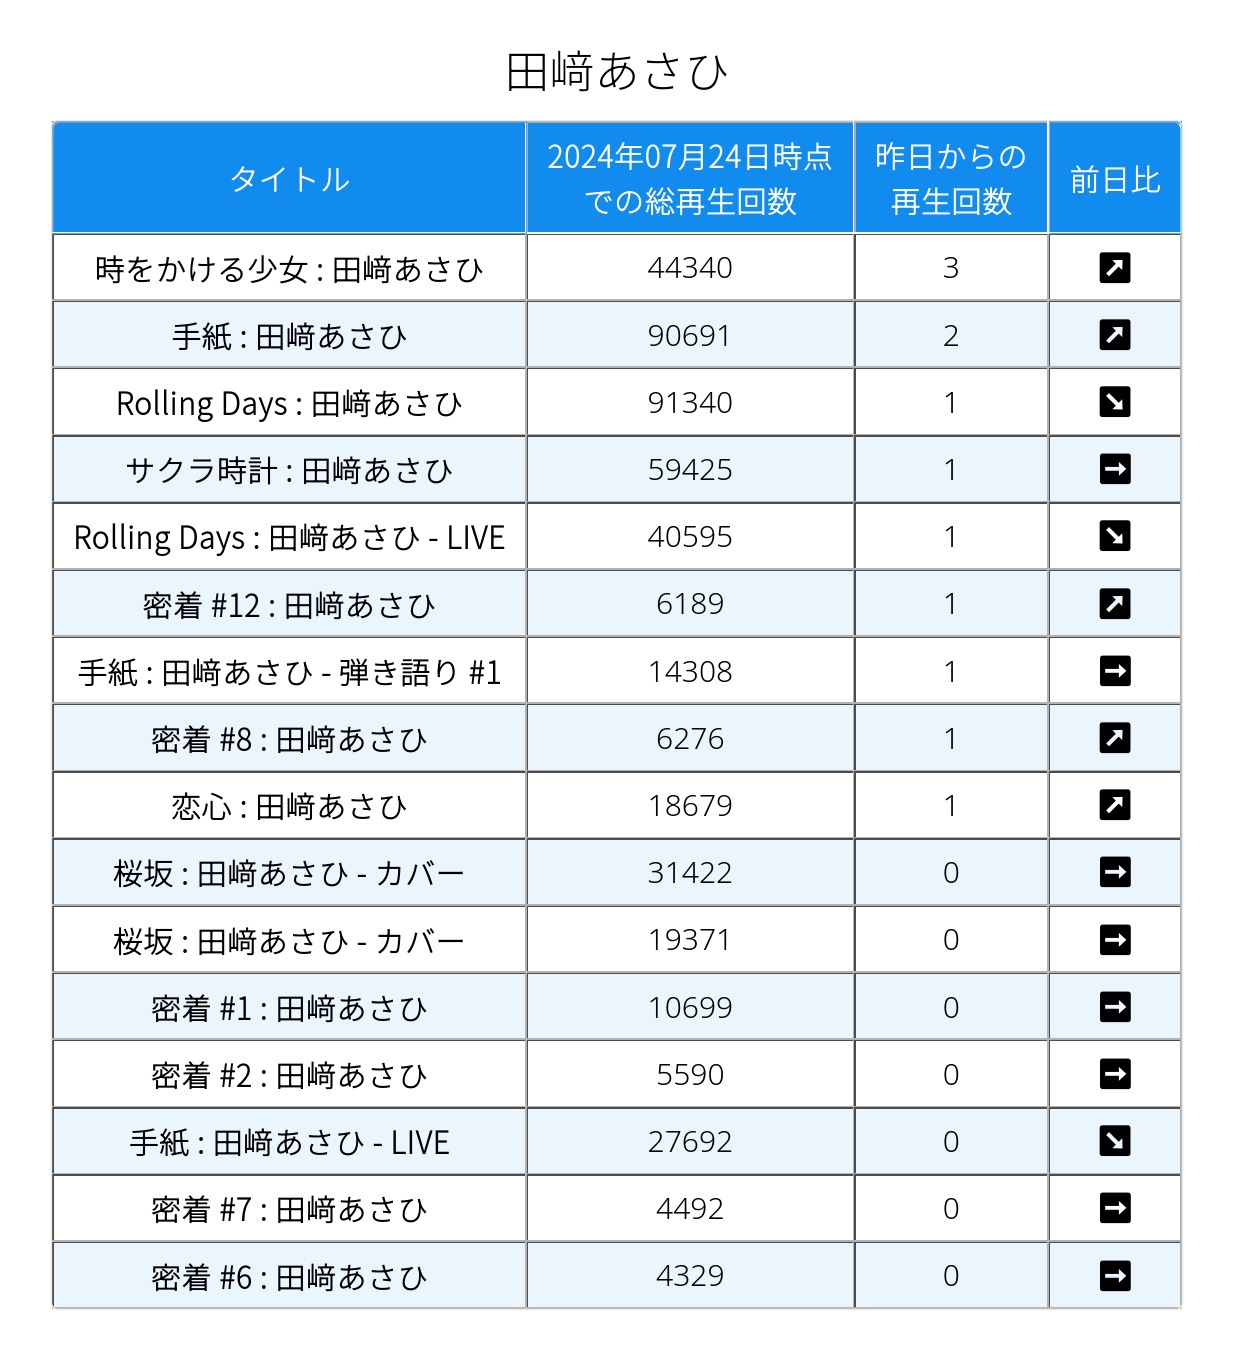 田﨑あさひ
タイトル 2024年07月24日時点での総再生回数 昨日からの再生回数 前日比
時をかける少女 : 田﨑あさひ 44340 3 ↗
手紙 : 田﨑あさひ 90691 2 ↗
Rolling Days : 田﨑あさひ 91340 1 ↘
サクラ時計 : 田﨑あさひ 59425 1 →
Rolling Days : 田﨑あさひ - LIVE 40595 1 ↘
密着 #12 : 田﨑あさひ 6189 1 ↗
手紙 : 田﨑あさひ - 弾き語り #1 14308 1 →
密着 #8 : 田﨑あさひ 6276 1 ↗
恋心 : 田﨑あさひ 18679 1 ↗
桜坂 : 田﨑あさひ - カバー 31422 0 →
桜坂 : 田﨑あさひ - カバー 19371 0 →
密着 #1 : 田﨑あさひ 10699 0 →
密着 #2 : 田﨑あさひ 5590 0 →
手紙 : 田﨑あさひ - LIVE 27692 0 ↘
密着 #7 : 田﨑あさひ 4492 0 →
密着 #6 : 田﨑あさひ 4329 0 →